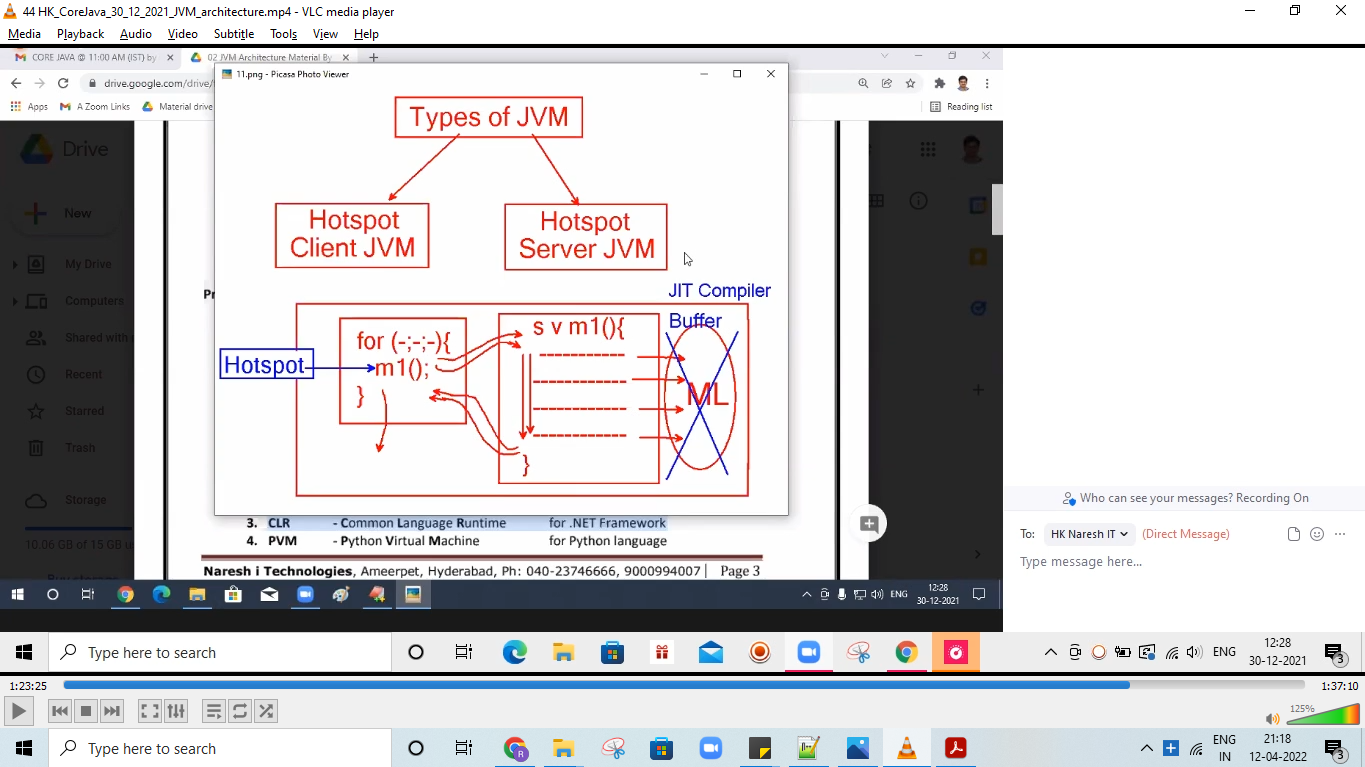 44 HK_CoreJava_30_12_2021_JVM_architecture.mp4 - VLC media player
Media Playback Audio Video Subtitle Tools View Help
CORE JAVA @ 11:00 AM (IST) by
02 JVM Architecture Material By
drive.google.com/drive/
Apps A Zoom Links Material drive
Reading list
11.png - Picasa Photo Viewer
Types of JVM
Hotspot
Client JVM
Hotspot
Server JVM
JIT Compiler
Buffer
Hotspot
for (-;-;-){
m1();
}
s v m1(){
---------------
---------------
---------------
---------------
}
ML
Drive
New
My Drive
Computers
Shared with
Recent
Starred
Trash
Storage
10.06 GB of 15 GB
Pr
3. CLR - Common Language Runtime for .NET Framework
4. PVM - Python Virtual Machine for Python language
Naresh i Technologies, Ameerpet, Hyderabad, Ph: 040-23746666, 9000994007 | Page 3
ENG
12:28
30-12-2021
Who can see your messages? Recording On
To: HK Naresh IT (Direct Message)
Type message here...
Type here to search
ENG
12:28
30-12-2021
3
1:23:25
1:37:10
125%
Type here to search
R
ENG
IN
21:18
12-04-2022
3